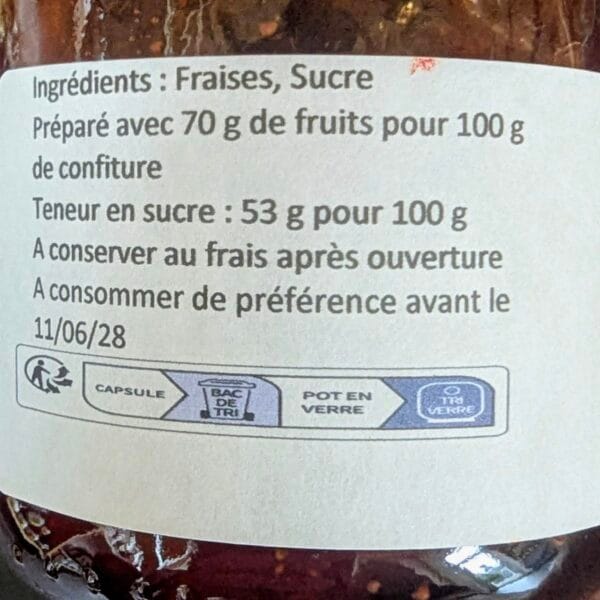 Ingrédients : Fraises, Sucre
Préparé avec 70 g de fruits pour 100 g
de confiture
Teneur en sucre : 53 g pour 100 g
A conserver au frais après ouverture
A consommer de préférence avant le
11/06/28
CAPSULE
BAC
DE
TRI
POT EN
VERRE
TRI
VERRE